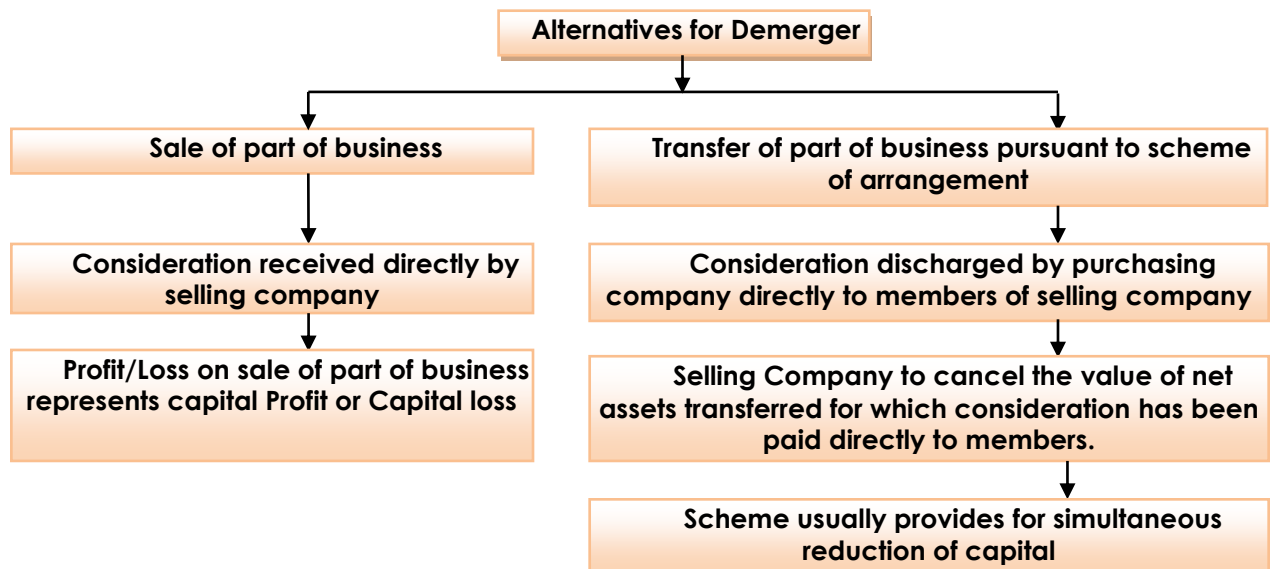 Alternatives for Demerger
Sale of part of business
Transfer of part of business pursuant to scheme
of arrangement
Consideration received directly by
selling company
Consideration discharged by purchasing
company directly to members of selling company
Profit/Loss on sale of part of business
represents capital Profit or Capital loss
Selling Company to cancel the value of net
assets transferred for which consideration has been
paid directly to members.
Scheme usually provides for simultaneous
reduction of capital